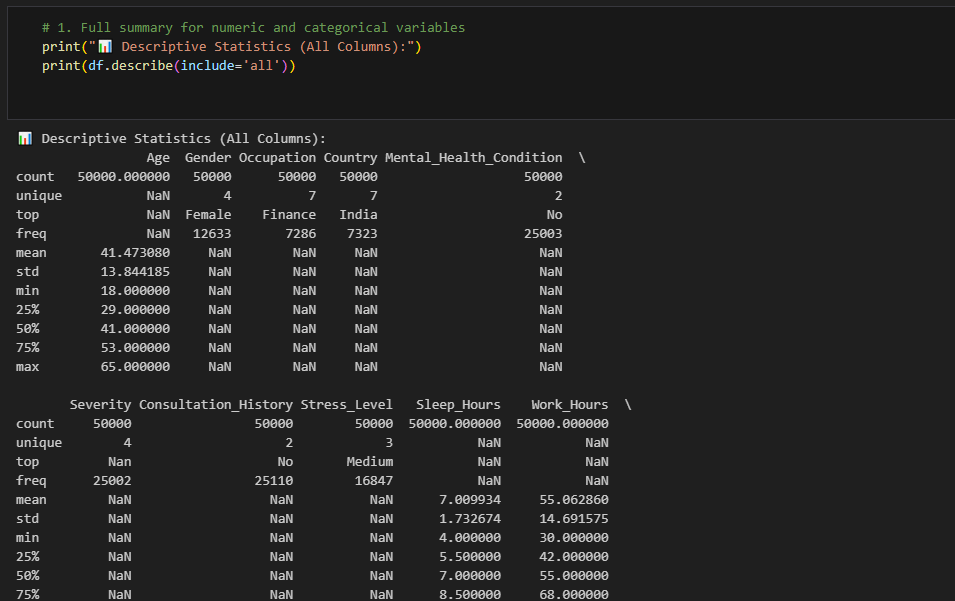 # 1. Full summary for numeric and categorical variables
print("📊 Descriptive Statistics (All Columns):")
print(df.describe(include='all'))
📊 Descriptive Statistics (All Columns):
                 Age  Gender Occupation Country Mental_Health_Condition  \
count   50000.000000   50000      50000   50000                   50000
unique           NaN       4          7       7                       2
top              NaN  Female    Finance   India                      No
freq             NaN   12633       7286    7323                   25003
mean       41.473080     NaN        NaN     NaN                     NaN
std        13.844185     NaN        NaN     NaN                     NaN
min        18.000000     NaN        NaN     NaN                     NaN
25%        29.000000     NaN        NaN     NaN                     NaN
50%        41.000000     NaN        NaN     NaN                     NaN
75%        53.000000     NaN        NaN     NaN                     NaN
max        65.000000     NaN        NaN     NaN                     NaN
       Severity Consultation_History Stress_Level   Sleep_Hours    Work_Hours  \
count     50000                50000        50000  50000.000000  50000.000000
unique        4                    2            3           NaN           NaN
top         Nan                   No       Medium           NaN           NaN
freq      25002                25110        16847           NaN           NaN
mean        NaN                  NaN          NaN      7.009934     55.062860
std         NaN                  NaN          NaN      1.732674     14.691575
min         NaN                  NaN          NaN      4.000000     30.000000
25%         NaN                  NaN          NaN      5.500000     42.000000
50%         NaN                  NaN          NaN      7.000000     55.000000
75%         NaN                  NaN          NaN      8.500000     68.000000